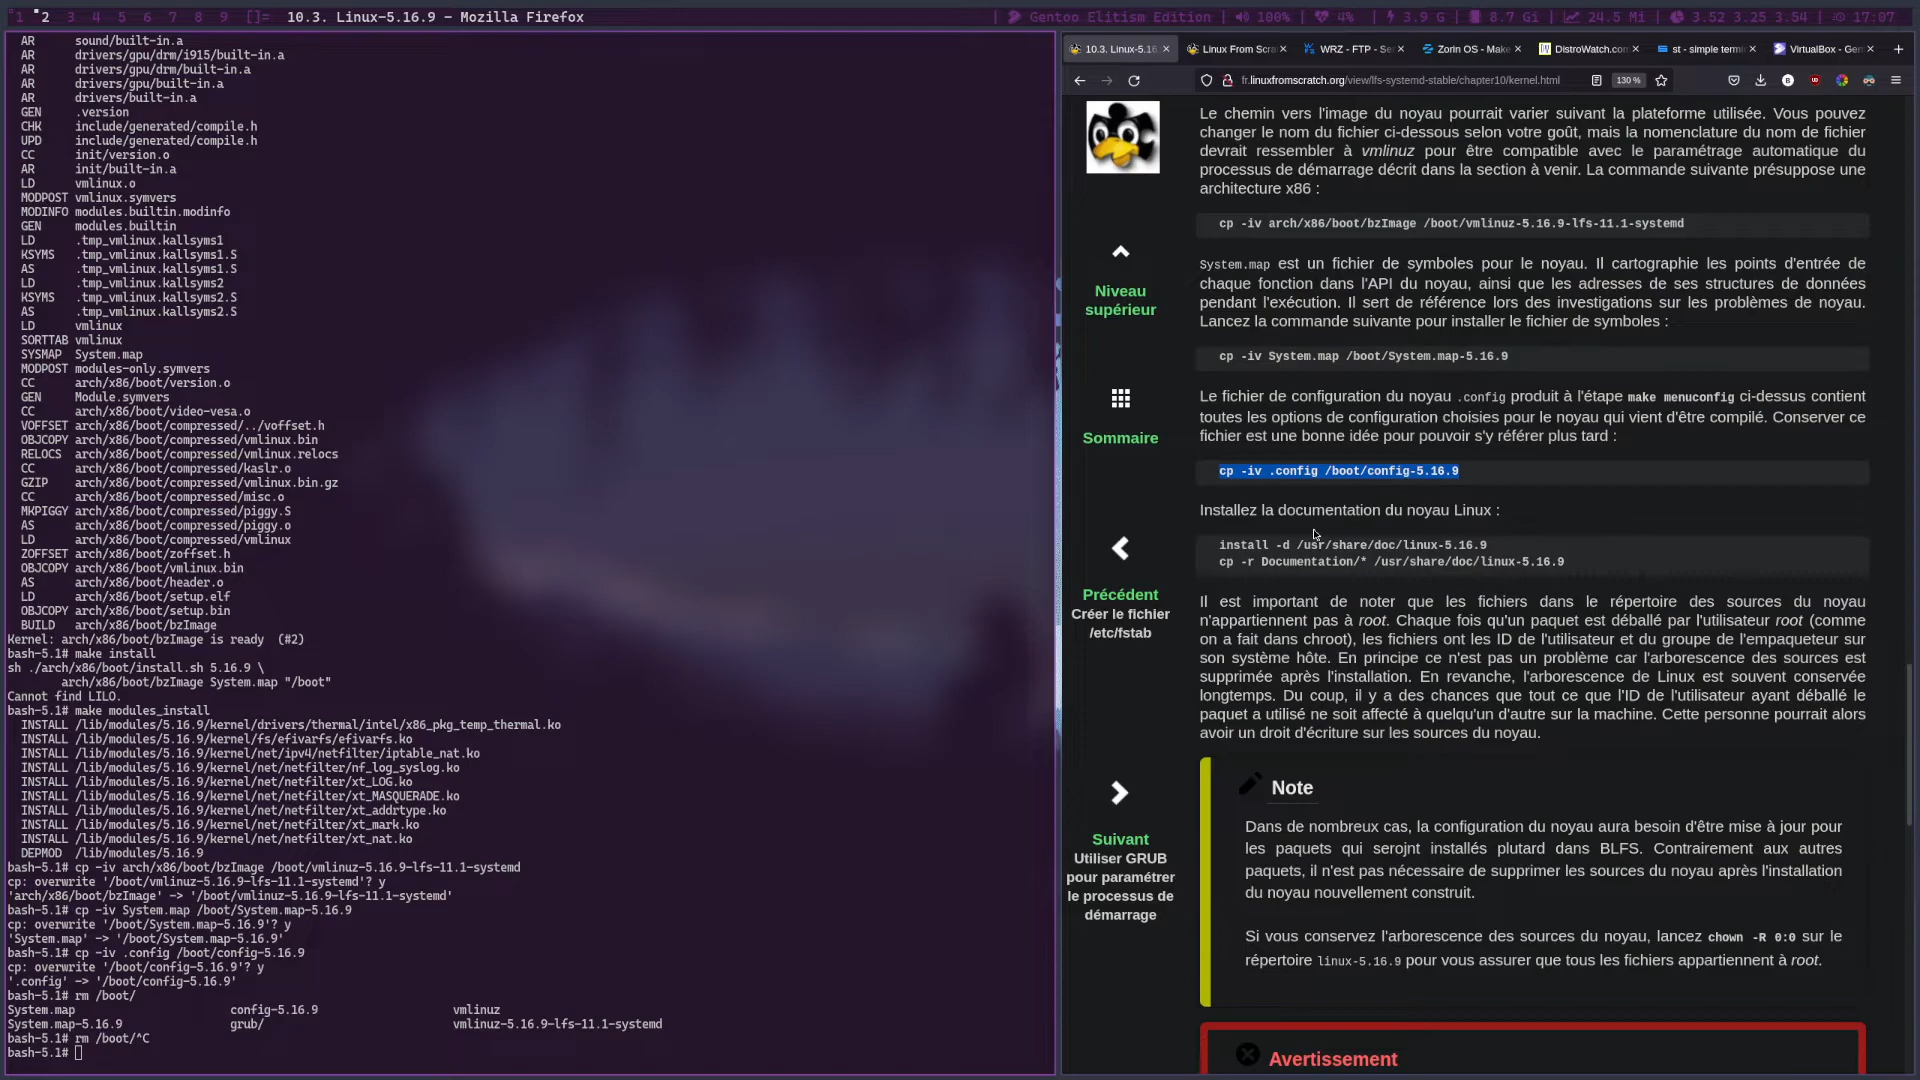 1 2 3 4 5 6 7 8 9 []= 10.3. Linux-5.16.9 — Mozilla Firefox | Gentoo Elitism Edition | 100% | 4% | 3.9 G | 8.7 Gi | 24.5 Mi | 3.52 3.25 3.54 | 17:07
AR sound/built-in.a
AR drivers/gpu/drm/i915/built-in.a
AR drivers/gpu/drm/built-in.a
AR drivers/gpu/built-in.a
AR drivers/built-in.a
GEN .version
CHK include/generated/compile.h
UPD include/generated/compile.h
CC init/version.o
AR init/built-in.a
LD vmlinux.o
MODPOST vmlinux.symvers
MODINFO modules.builtin.modinfo
GEN modules.builtin
LD .tmp_vmlinux.kallsyms1
KSYMS .tmp_vmlinux.kallsyms1.S
AS .tmp_vmlinux.kallsyms1.S
LD .tmp_vmlinux.kallsyms2
KSYMS .tmp_vmlinux.kallsyms2.S
AS .tmp_vmlinux.kallsyms2.S
LD vmlinux
SORTTAB vmlinux
SYSMAP System.map
MODPOST modules-only.symvers
CC arch/x86/boot/version.o
GEN Module.symvers
CC arch/x86/boot/video-vesa.o
VOFFSET arch/x86/boot/compressed/../voffset.h
OBJCOPY arch/x86/boot/compressed/vmlinux.bin
RELOCS arch/x86/boot/compressed/vmlinux.relocs
CC arch/x86/boot/compressed/kaslr.o
GZIP arch/x86/boot/compressed/vmlinux.bin.gz
CC arch/x86/boot/compressed/misc.o
MKPIGGY arch/x86/boot/compressed/piggy.S
AS arch/x86/boot/compressed/piggy.o
LD arch/x86/boot/compressed/vmlinux
ZOFFSET arch/x86/boot/zoffset.h
OBJCOPY arch/x86/boot/vmlinux.bin
AS arch/x86/boot/header.o
LD arch/x86/boot/setup.elf
OBJCOPY arch/x86/boot/setup.bin
BUILD arch/x86/boot/bzImage
Kernel: arch/x86/boot/bzImage is ready (#2)
bash-5.1# make install
sh ./arch/x86/boot/install.sh 5.16.9 \
arch/x86/boot/bzImage System.map "/boot"
Cannot find LILO.
bash-5.1# make modules_install
INSTALL /lib/modules/5.16.9/kernel/drivers/thermal/intel/x86_pkg_temp_thermal.ko
INSTALL /lib/modules/5.16.9/kernel/fs/efivarfs/efivarfs.ko
INSTALL /lib/modules/5.16.9/kernel/net/ipv4/netfilter/iptable_nat.ko
INSTALL /lib/modules/5.16.9/kernel/net/netfilter/nf_log_syslog.ko
INSTALL /lib/modules/5.16.9/kernel/net/netfilter/xt_LOG.ko
INSTALL /lib/modules/5.16.9/kernel/net/netfilter/xt_MASQUERADE.ko
INSTALL /lib/modules/5.16.9/kernel/net/netfilter/xt_addrtype.ko
INSTALL /lib/modules/5.16.9/kernel/net/netfilter/xt_mark.ko
INSTALL /lib/modules/5.16.9/kernel/net/netfilter/xt_nat.ko
DEPMOD /lib/modules/5.16.9
bash-5.1# cp -iv arch/x86/boot/bzImage /boot/vmlinuz-5.16.9-lfs-11.1-systemd
cp: overwrite '/boot/vmlinuz-5.16.9-lfs-11.1-systemd'? y
'arch/x86/boot/bzImage' -> '/boot/vmlinuz-5.16.9-lfs-11.1-systemd'
bash-5.1# cp -iv System.map /boot/System.map-5.16.9
cp: overwrite '/boot/System.map-5.16.9'? y
'System.map' -> '/boot/System.map-5.16.9'
bash-5.1# cp -iv .config /boot/config-5.16.9
cp: overwrite '/boot/config-5.16.9'? y
'.config' -> '/boot/config-5.16.9'
bash-5.1# rm /boot/
System.map config-5.16.9 vmlinuz
System.map-5.16.9 grub/ vmlinuz-5.16.9-lfs-11.1-systemd
bash-5.1# rm /boot/^C
bash-5.1#
10.3. Linux-5.16. Linux From Scra WRZ - FTP - Se Zorin OS - Make DistroWatch.com st - simple term VirtualBox - Gen
fr.linuxfromscratch.org/view/lfs-systemd-stable/chapter10/kernel.html 130 %
Niveau
supérieur
Sommaire
Précédent
Créer le fichier
/etc/fstab
Suivant
Utiliser GRUB
pour paramétrer
le processus de
démarrage
Le chemin vers l'image du noyau pourrait varier suivant la plateforme utilisée. Vous pouvez
changer le nom du fichier ci-dessous selon votre goût, mais la nomenclature du nom de fichier
devrait ressembler à vmlinuz pour être compatible avec le paramétrage automatique du
processus de démarrage décrit dans la section à venir. La commande suivante présuppose une
architecture x86 :
cp -iv arch/x86/boot/bzImage /boot/vmlinuz-5.16.9-lfs-11.1-systemd
System.map est un fichier de symboles pour le noyau. Il cartographie les points d'entrée de
chaque fonction dans l'API du noyau, ainsi que les adresses de ses structures de données
pendant l'exécution. Il sert de référence lors des investigations sur les problèmes de noyau.
Lancez la commande suivante pour installer le fichier de symboles :
cp -iv System.map /boot/System.map-5.16.9
Le fichier de configuration du noyau .config produit à l'étape make menuconfig ci-dessus contient
toutes les options de configuration choisies pour le noyau qui vient d'être compilé. Conserver ce
fichier est une bonne idée pour pouvoir s'y référer plus tard :
cp -iv .config /boot/config-5.16.9
Installez la documentation du noyau Linux :
install -d /usr/share/doc/linux-5.16.9
cp -r Documentation/* /usr/share/doc/linux-5.16.9
Il est important de noter que les fichiers dans le répertoire des sources du noyau
n'appartiennent pas à root. Chaque fois qu'un paquet est déballé par l'utilisateur root (comme
on a fait dans chroot), les fichiers ont les ID de l'utilisateur et du groupe de l'empaqueteur sur
son système hôte. En principe ce n'est pas un problème car l'arborescence des sources est
supprimée après l'installation. En revanche, l'arborescence de Linux est souvent conservée
longtemps. Du coup, il y a des chances que tout ce que l'ID de l'utilisateur ayant déballé le
paquet a utilisé ne soit affecté à quelqu'un d'autre sur la machine. Cette personne pourrait alors
avoir un droit d'écriture sur les sources du noyau.
Note
Dans de nombreux cas, la configuration du noyau aura besoin d'être mise à jour pour
les paquets qui serojnt installés plutard dans BLFS. Contrairement aux autres
paquets, il n'est pas nécessaire de supprimer les sources du noyau après l'installation
du noyau nouvellement construit.
Si vous conservez l'arborescence des sources du noyau, lancez chown -R 0:0 sur le
répertoire linux-5.16.9 pour vous assurer que tous les fichiers appartiennent à root.
Avertissement